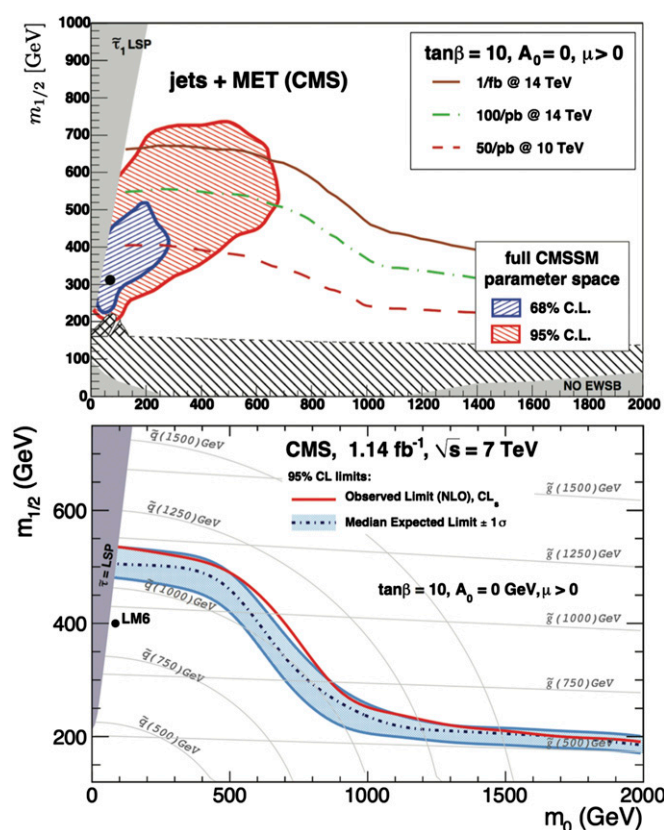 m₁/₂ [GeV]
1000
900
800
700
600
500
400
300
200
100
0
τ̃₁ LSP
jets + MET (CMS)
tanβ = 10, A₀ = 0, μ > 0
1/fb @ 14 TeV
100/pb @ 14 TeV
50/pb @ 10 TeV
full CMSSM
parameter space
68% C.L.
95% C.L.
NO EWSB
0 200 400 600 800 1000 1200 1400 1600 1800 2000
m₁/₂ (GeV)
600
400
200
τ̃ = LSP
CMS, 1.14 fb⁻¹, √s = 7 TeV
95% CL limits:
Observed Limit (NLO), CLₛ
Median Expected Limit ± 1σ
tanβ = 10, A₀ = 0 GeV, μ > 0
LM6
q̃(1500)GeV
q̃(1250)GeV
q̃(1000)GeV
q̃(750)GeV
q̃(500)GeV
g̃(1500)GeV
g̃(1250)GeV
g̃(1000)GeV
g̃(750)GeV
g̃(500)GeV
0 500 1000 1500 2000
m₀ (GeV)